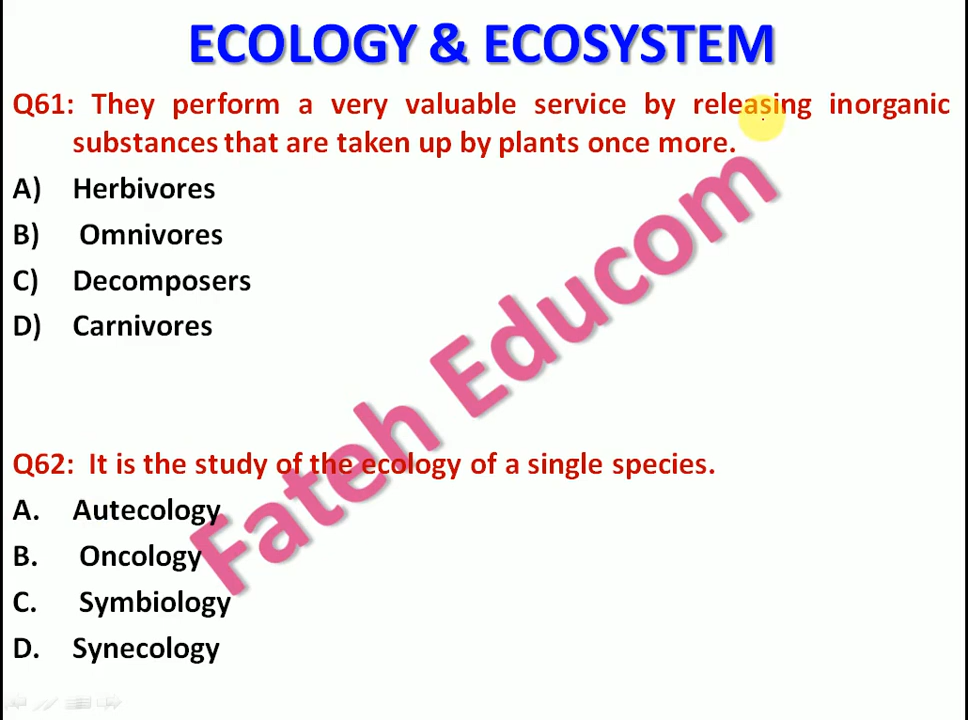 ECOLOGY & ECOSYSTEM
Q61: They perform a very valuable service by releasing inorganic
substances that are taken up by plants once more.
A) Herbivores
B) Omnivores
C) Decomposers
D) Carnivores
Fateh Educom
Q62: It is the study of the ecology of a single species.
A. Autecology
B. Oncology
C. Symbiology
D. Synecology